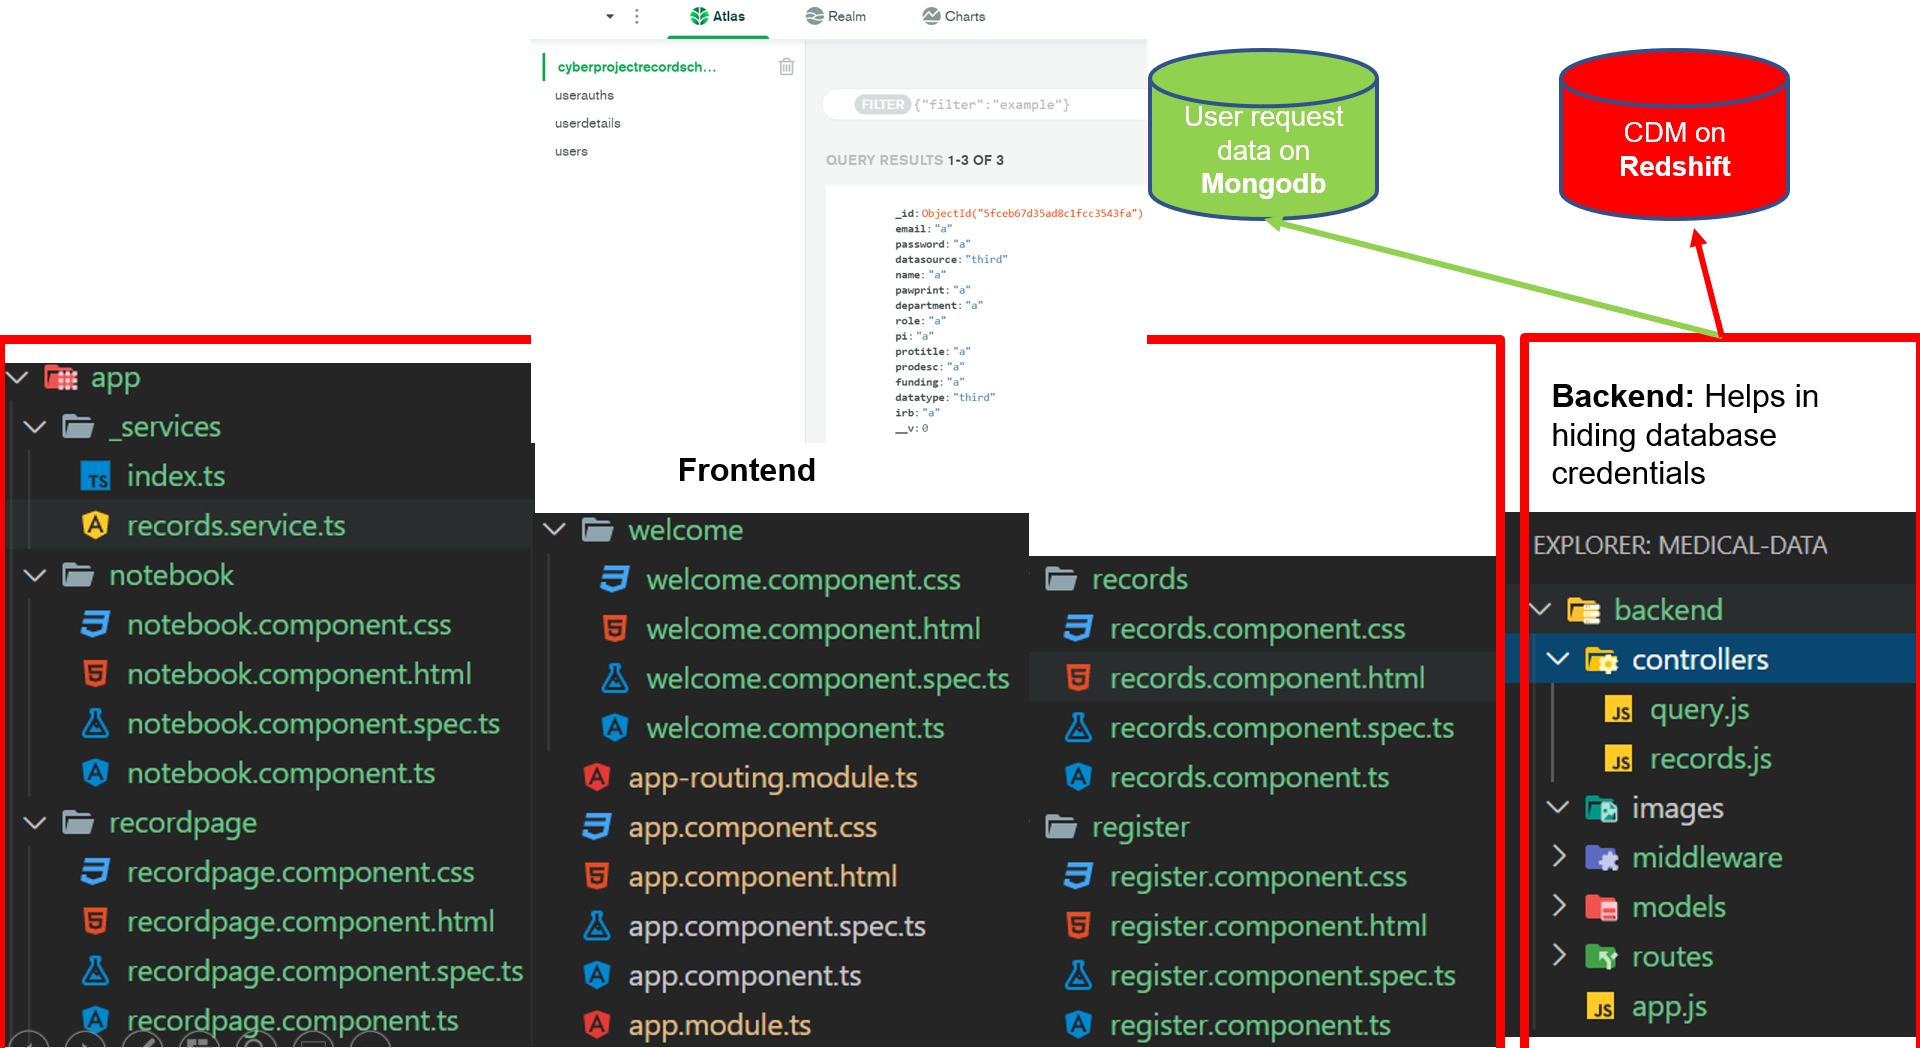 Atlas
Realm
Charts
cyberprojectrecordsch...
userauths
userdetails
users
FILTER {"filter":"example"}
QUERY RESULTS 1-3 OF 3
_id: ObjectId("5fceb67d35ad8c1fcc3543fa")
email: "a"
password: "a"
datasource: "third"
name: "a"
pawprint: "a"
department: "a"
role: "a"
pi: "a"
protitle: "a"
prodesc: "a"
funding: "a"
datatype: "third"
irb: "a"
__v: 0
User request
data on
Mongodb
CDM on
Redshift
app
_services
TS index.ts
records.service.ts
notebook
notebook.component.css
notebook.component.html
notebook.component.spec.ts
notebook.component.ts
recordpage
recordpage.component.css
recordpage.component.html
recordpage.component.spec.ts
recordpage.component.ts
Frontend
welcome
welcome.component.css
welcome.component.html
welcome.component.spec.ts
welcome.component.ts
app-routing.module.ts
app.component.css
app.component.html
app.component.spec.ts
app.component.ts
app.module.ts
records
records.component.css
records.component.html
records.component.spec.ts
records.component.ts
register
register.component.css
register.component.html
register.component.spec.ts
register.component.ts
Backend: Helps in
hiding database
credentials
EXPLORER: MEDICAL-DATA
backend
controllers
JS query.js
JS records.js
images
middleware
models
routes
JS app.js